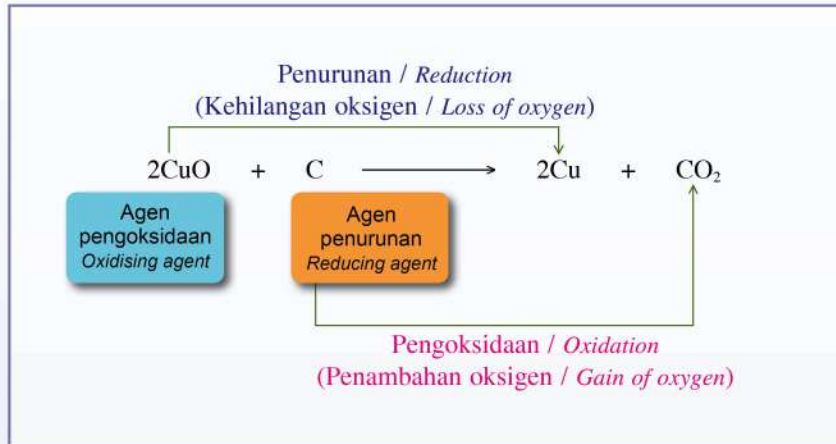 Penurunan / Reduction
(Kehilangan oksigen / Loss of oxygen)
2CuO + C ⟶ 2Cu + CO₂
Agen
pengoksidaan
Oxidising agent
Agen
penurunan
Reducing agent
Pengoksidaan / Oxidation
(Penambahan oksigen / Gain of oxygen)